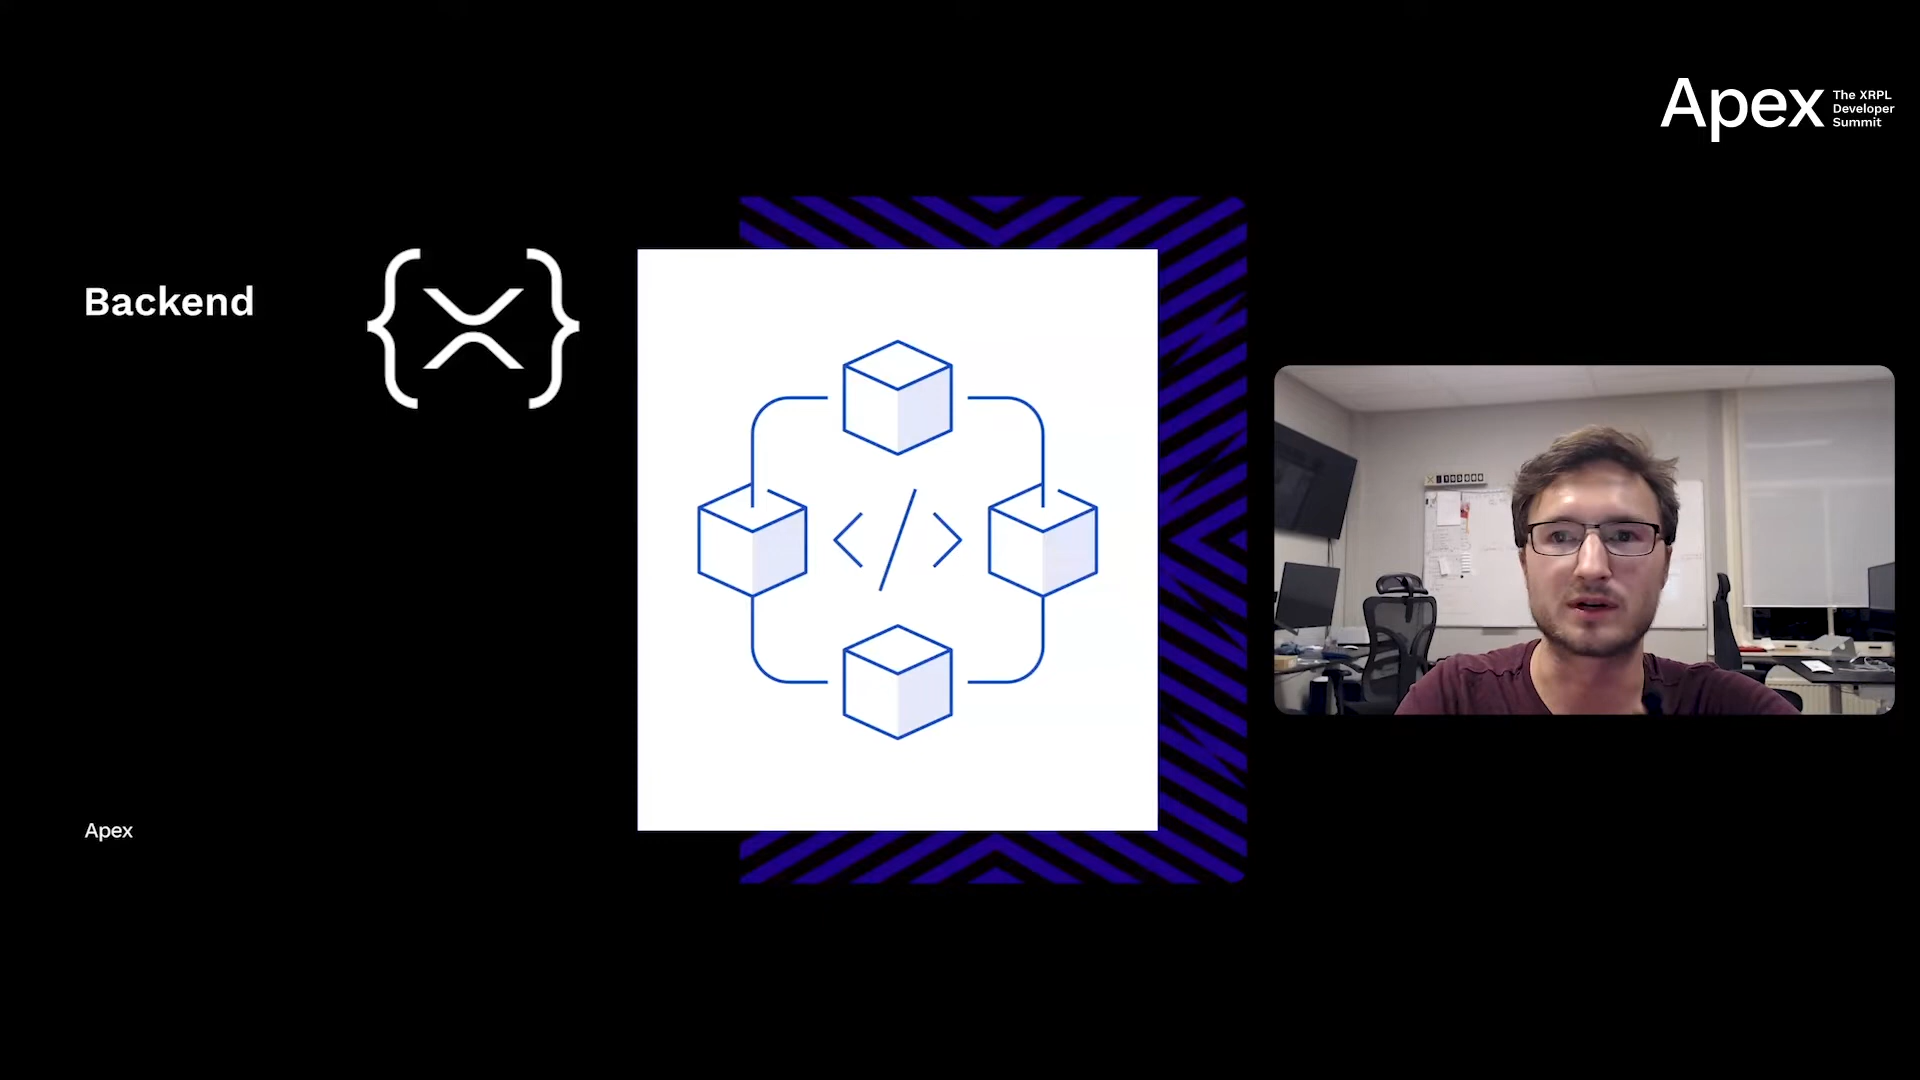 Apex
The XRPL
Developer
Summit
Backend
{X}
</>
Apex